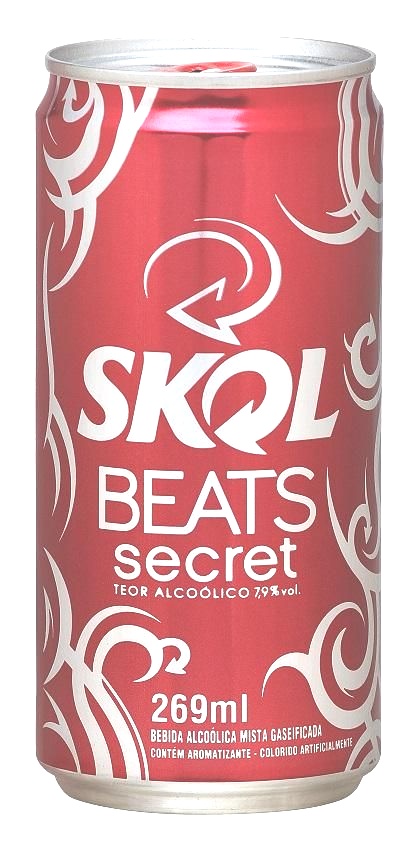 SKOL
BEATS
secret
TEOR ALCOÓLICO 7,9% vol.
269ml
BEBIDA ALCOÓLICA MISTA GASEIFICADA
CONTÉM AROMATIZANTE - COLORIDO ARTIFICIALMENTE